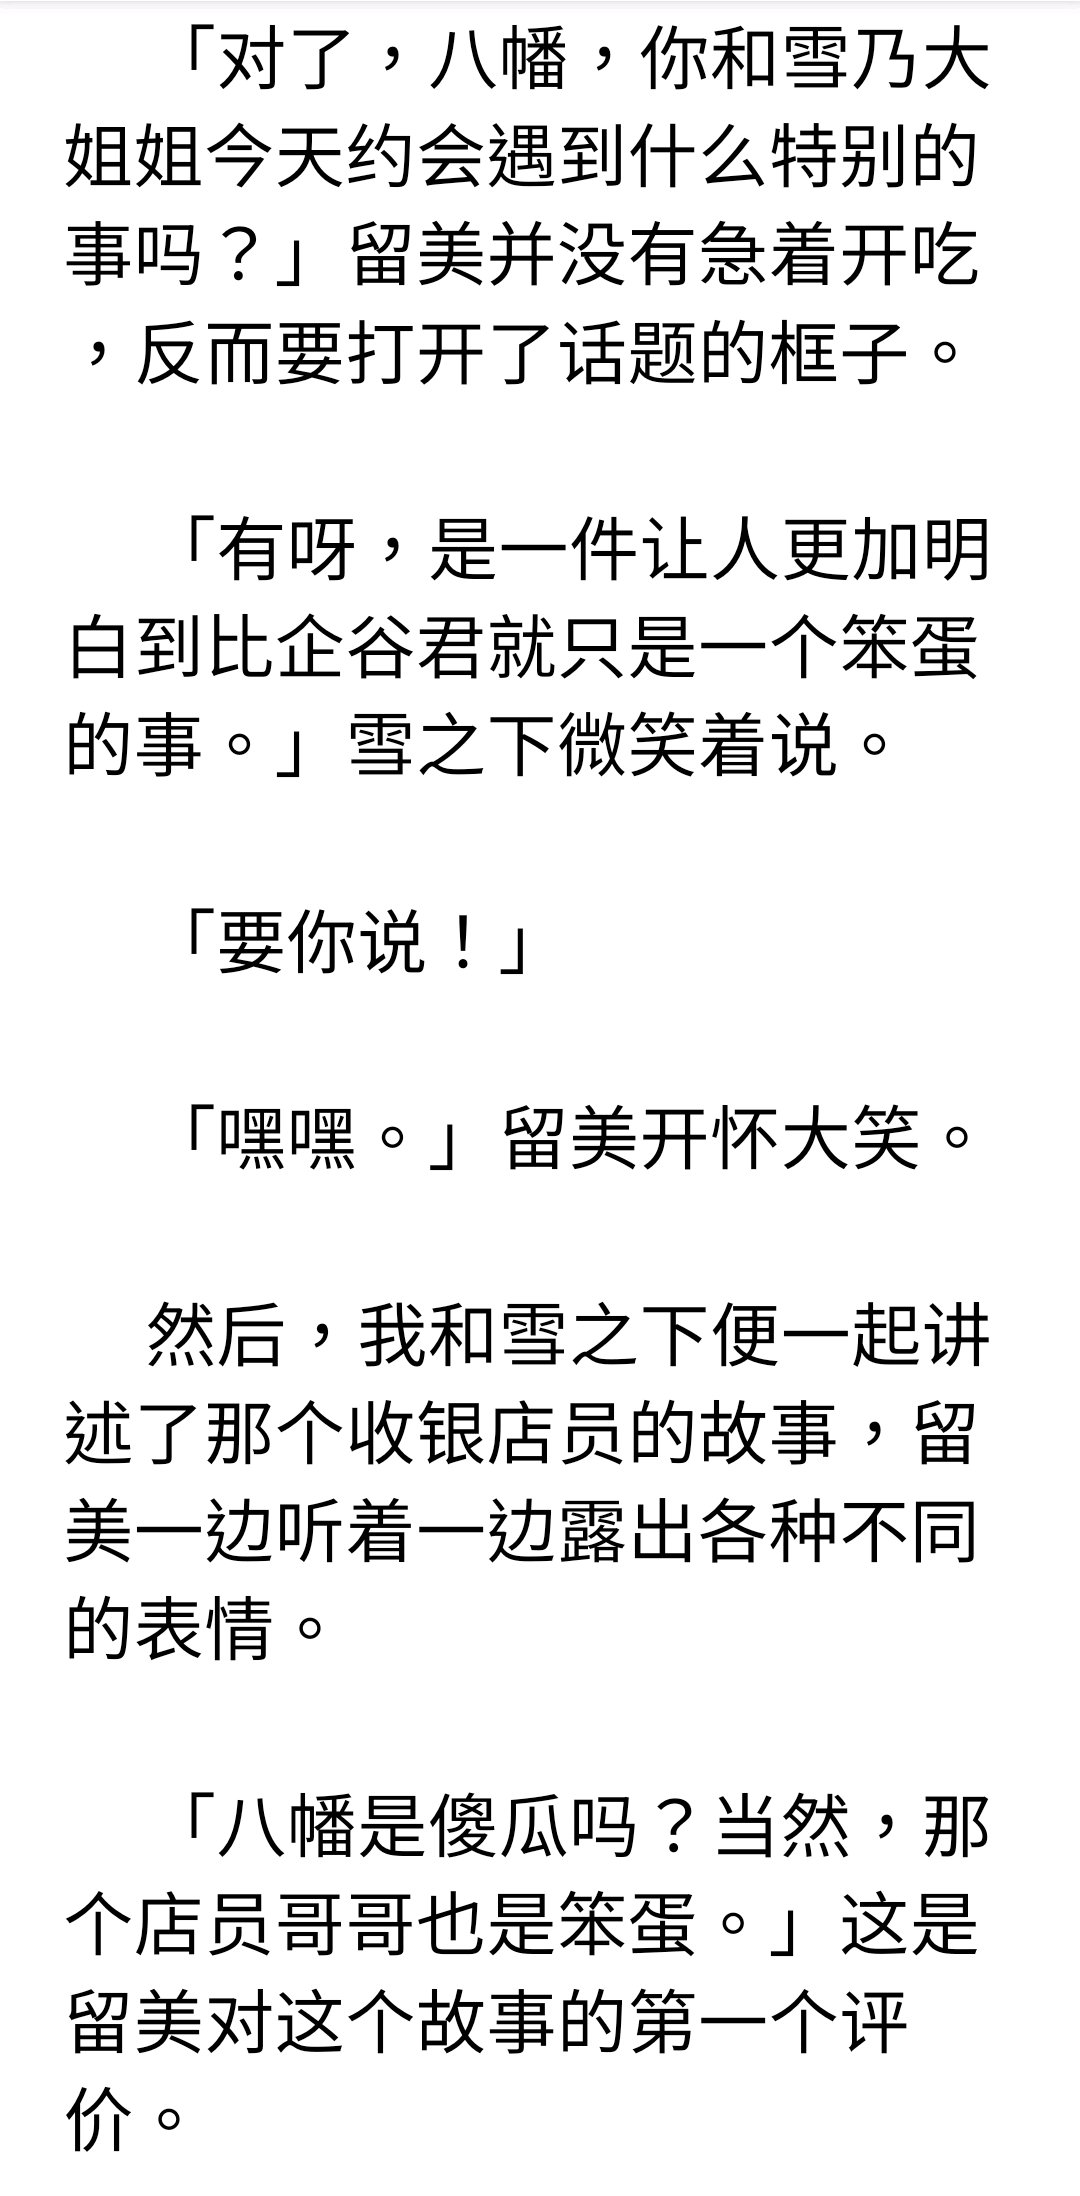 「对了，八幡，你和雪乃大
姐姐今天约会遇到什么特别的
事吗？」留美并没有急着开吃
，反而要打开了话题的框子。
「有呀，是一件让人更加明
白到比企谷君就只是一个笨蛋
的事。」雪之下微笑着说。
「要你说！」
「嘿嘿。」留美开怀大笑。
然后，我和雪之下便一起讲
述了那个收银店员的故事，留
美一边听着一边露出各种不同
的表情。
「八幡是傻瓜吗？当然，那
个店员哥哥也是笨蛋。」这是
留美对这个故事的第一个评
价。